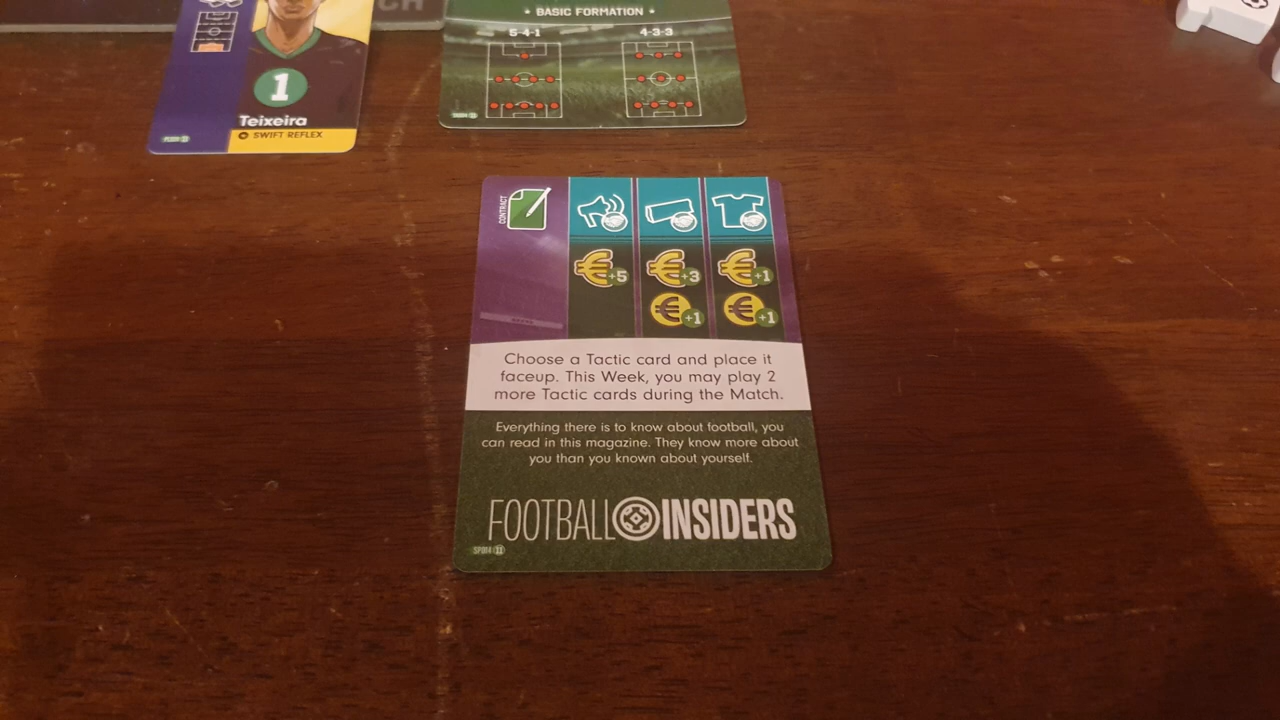 CH
BASIC FORMATION
5-4-1
4-3-3
1
Teixeira
SWIFT REFLEX
CONTRACT
+5
+3
+1
+1
+1
Choose a Tactic card and place it
faceup. This Week, you may play 2
more Tactic cards during the Match.
Everything there is to know about football, you
can read in this magazine. They know more about
you than you known about yourself.
FOOTBALL INSIDERS
SP014